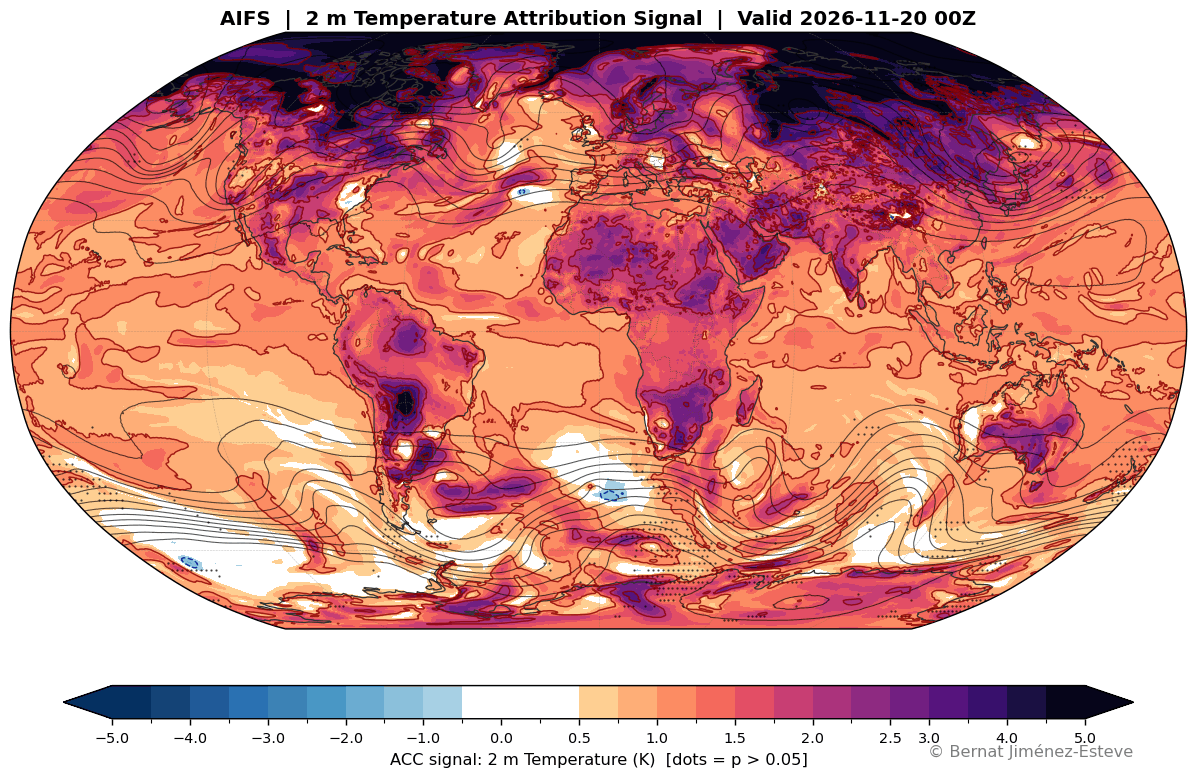 AIFS | 2 m Temperature Attribution Signal | Valid 2026-11-20 00Z
−5.0 −4.0 −3.0 −2.0 −1.0 0.0 0.5 1.0 1.5 2.0 2.5 3.0 4.0 5.0
© Bernat Jiménez-Esteve
ACC signal: 2 m Temperature (K) [dots = p > 0.05]